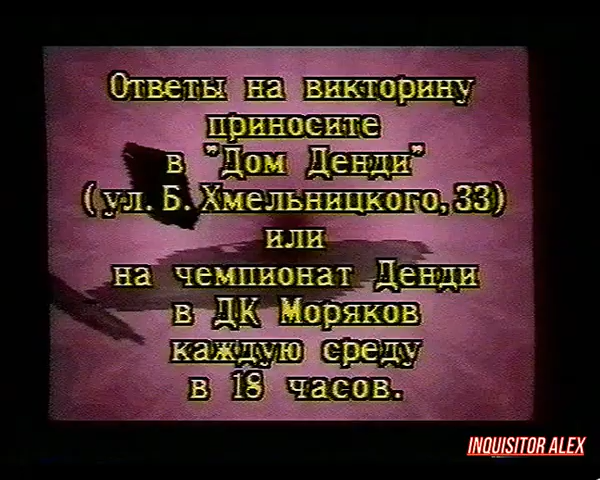 Ответы на викторину
приносите
в "Дом Денди"
(ул. Б. Хмельницкого, 33)
или
на чемпионат Денди
в ДК Моряков
каждую среду
в 18 часов.
INQUISITOR ALEX